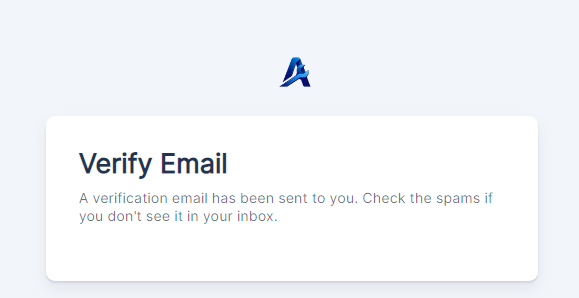 Verify Email
A verification email has been sent to you. Check the spams if
you don't see it in your inbox.